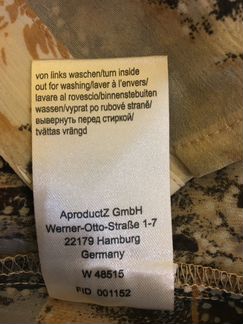 von links waschen/turn inside
out for washing/laver à l'envers/
lavare al rovescio/binnenstebuiten
wassen/vyprat po rubové straně/
вывернуть перед стиркой/
tvättas vrängd
AproductZ GmbH
Werner-Otto-Straße 1-7
22179 Hamburg
Germany
W 48515
FID 001152